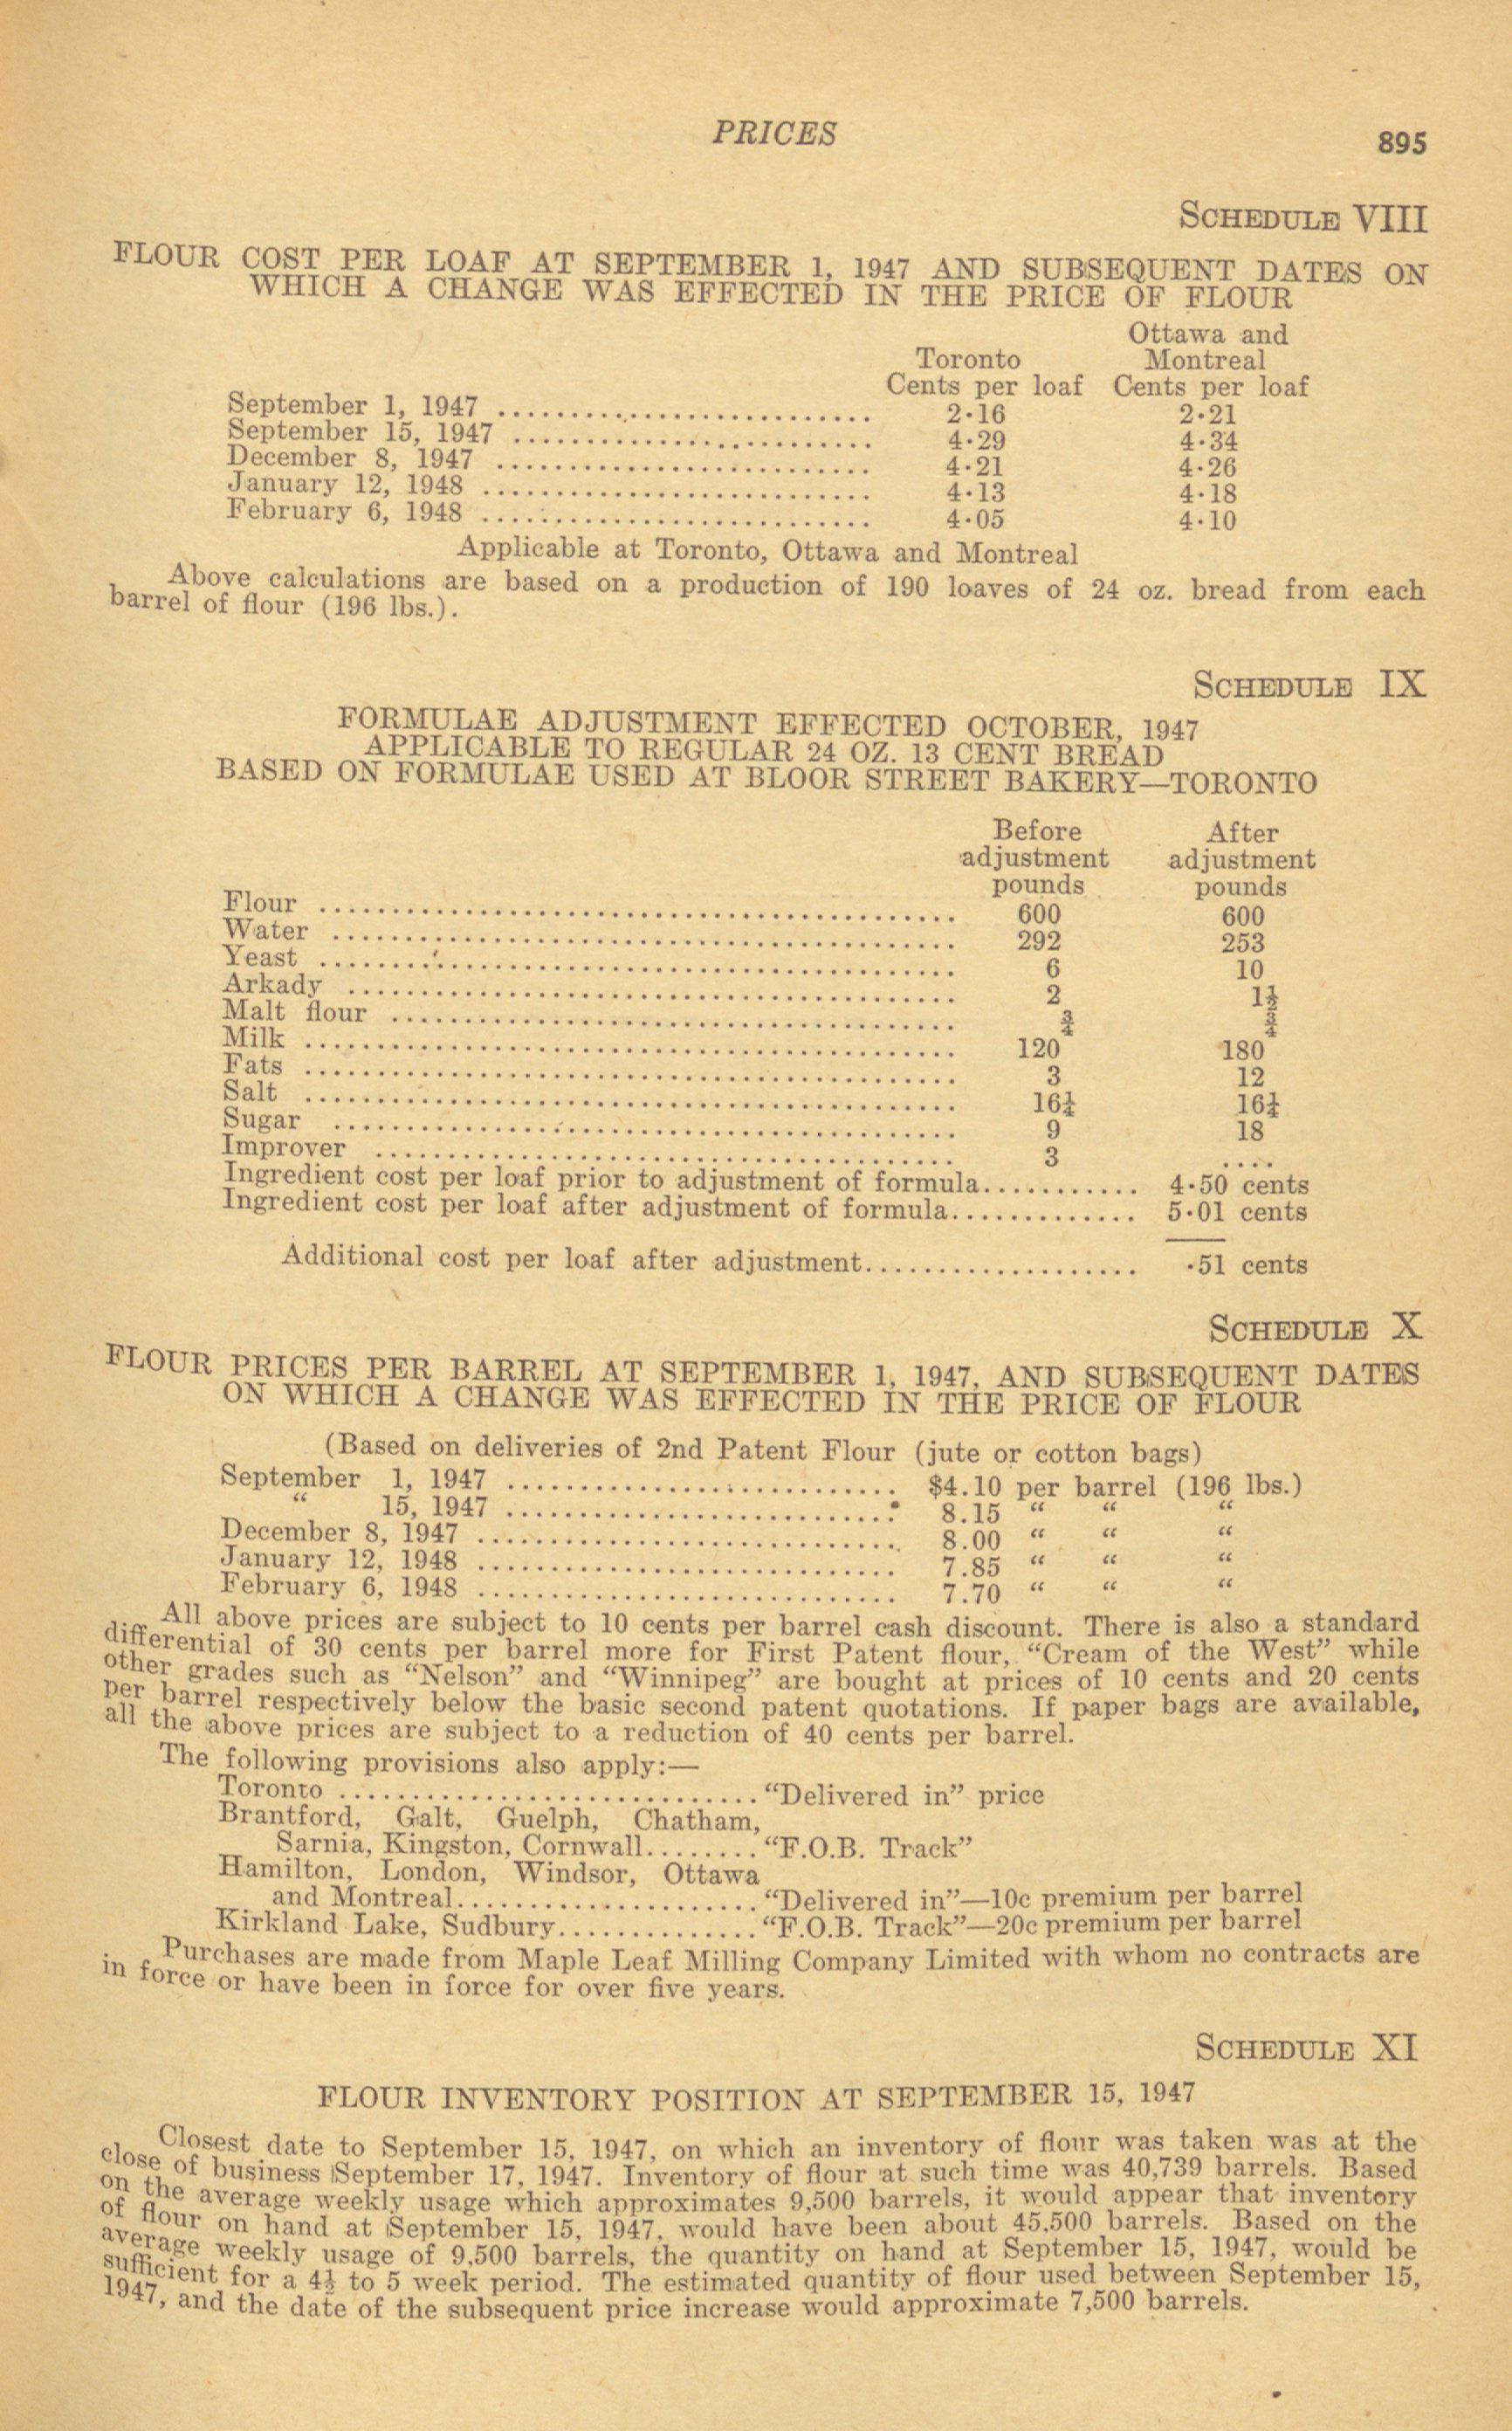 PRICES 895
SCHEDULE VIII
FLOUR COST PER LOAF AT SEPTEMBER 1, 1947 AND SUBSEQUENT DATES ON
WHICH A CHANGE WAS EFFECTED IN THE PRICE OF FLOUR
Ottawa and
Toronto Montreal
Cents per loaf Cents per loaf
September 1, 1947 .......................... 2·16 2·21
September 15, 1947 ......................... 4·29 4·34
December 8, 1947 .......................... 4·21 4·26
January 12, 1948 ........................... 4·13 4·18
February 6, 1948 ........................... 4·05 4·10
Applicable at Toronto, Ottawa and Montreal
Above calculations are based on a production of 190 loaves of 24 oz. bread from each
barrel of flour (196 lbs.).
SCHEDULE IX
FORMULAE ADJUSTMENT EFFECTED OCTOBER, 1947
APPLICABLE TO REGULAR 24 OZ. 13 CENT BREAD
BASED ON FORMULAE USED AT BLOOR STREET BAKERY—TORONTO
Before After
adjustment adjustment
pounds pounds
Flour ............................................ 600 600
Water ........................................... 292 253
Yeast ............................................ 6 10
Arkady .......................................... 2 1½
Malt flour ....................................... ¾ ¾
Milk ............................................. 120 180
Fats ............................................. 3 12
Salt ............................................. 16¼ 16¼
Sugar ........................................... 9 18
Improver ........................................ 3 ....
Ingredient cost per loaf prior to adjustment of formula........... 4·50 cents
Ingredient cost per loaf after adjustment of formula............. 5·01 cents
Additional cost per loaf after adjustment................... ·51 cents
SCHEDULE X
FLOUR PRICES PER BARREL AT SEPTEMBER 1, 1947, AND SUBSEQUENT DATES
ON WHICH A CHANGE WAS EFFECTED IN THE PRICE OF FLOUR
(Based on deliveries of 2nd Patent Flour (jute or cotton bags)
September 1, 1947 ........................... $4.10 per barrel (196 lbs.)
“ 15, 1947 ........................... 8.15 “ “ “
December 8, 1947 ............................. 8.00 “ “ “
January 12, 1948 ............................. 7.85 “ “ “
February 6, 1948 ............................. 7.70 “ “ “
All above prices are subject to 10 cents per barrel cash discount. There is also a standard
differential of 30 cents per barrel more for First Patent flour, “Cream of the West” while
other grades such as “Nelson” and “Winnipeg” are bought at prices of 10 cents and 20 cents
per barrel respectively below the basic second patent quotations. If paper bags are available,
all the above prices are subject to a reduction of 40 cents per barrel.
The following provisions also apply:—
Toronto ............................. “Delivered in” price
Brantford, Galt, Guelph, Chatham,
Sarnia, Kingston, Cornwall........ “F.O.B. Track”
Hamilton, London, Windsor, Ottawa
and Montreal..................... “Delivered in”—10c premium per barrel
Kirkland Lake, Sudbury.............. “F.O.B. Track”—20c premium per barrel
Purchases are made from Maple Leaf Milling Company Limited with whom no contracts are
in force or have been in force for over five years.
SCHEDULE XI
FLOUR INVENTORY POSITION AT SEPTEMBER 15, 1947
Closest date to September 15, 1947, on which an inventory of flour was taken was at the
close of business September 17, 1947. Inventory of flour at such time was 40,739 barrels. Based
on the average weekly usage which approximates 9,500 barrels, it would appear that inventory
of flour on hand at September 15, 1947, would have been about 45,500 barrels. Based on the
average weekly usage of 9,500 barrels, the quantity on hand at September 15, 1947, would be
sufficient for a 4½ to 5 week period. The estimated quantity of flour used between September 15,
1947, and the date of the subsequent price increase would approximate 7,500 barrels.